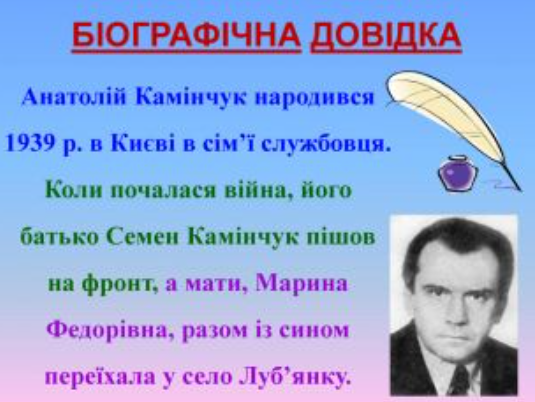 БІОГРАФІЧНА ДОВІДКА
Анатолій Камінчук народився
1939 р. в Києві в сім’ї службовця.
Коли почалася війна, його
батько Семен Камінчук пішов
на фронт, а мати, Марина
Федорівна, разом із сином
переїхала у село Луб’янку.